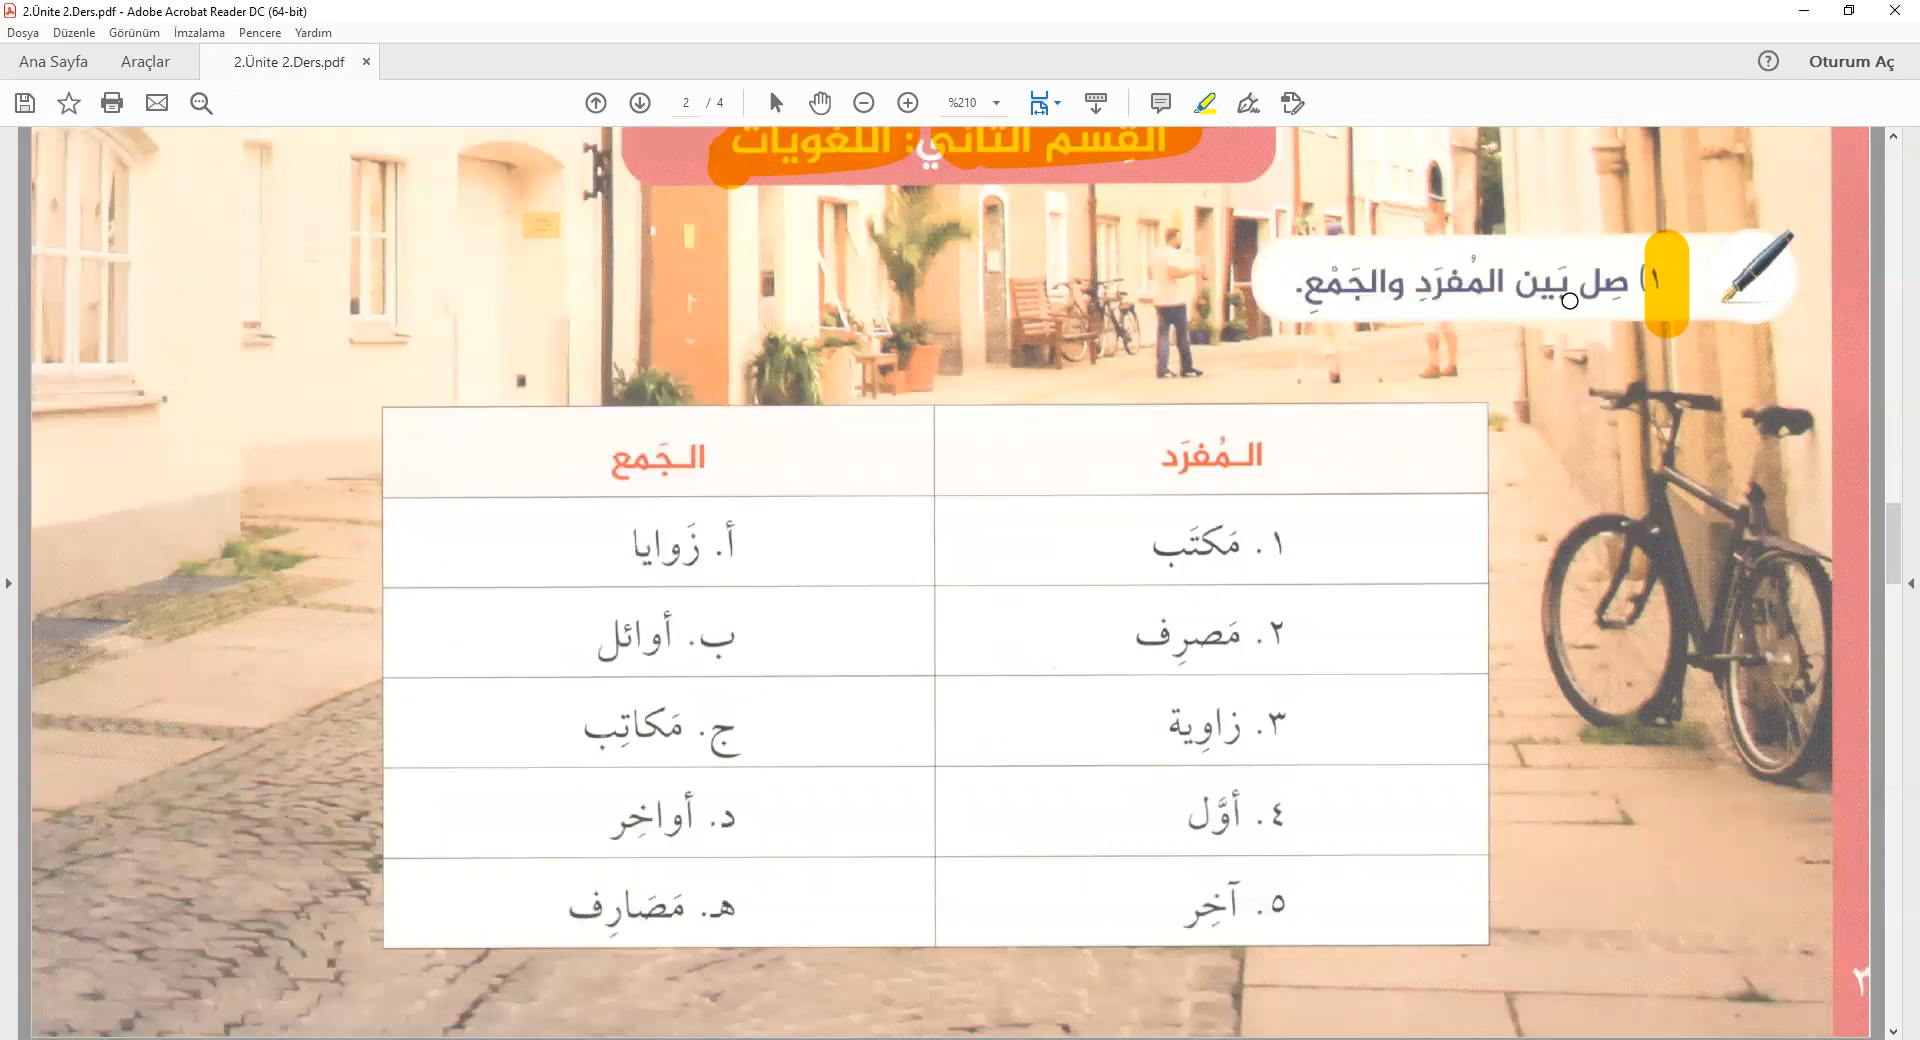 2.Ünite 2.Ders.pdf - Adobe Acrobat Reader DC (64-bit)
Dosya Düzenle Görünüm İmzalama Pencere Yardım
Ana Sayfa Araçlar 2.Ünite 2.Ders.pdf × Oturum Aç
2 / 4 %210
القِسم الثاني: اللغويات
١) صِل بَين المُفرَدِ والجَمْعِ.
المُفرَد الجَمع
١. مَكتَب أ. زَوايا
٢. مَصرِف ب. أوائل
٣. زاوِية ج. مَكاتِب
٤. أوَّل د. أواخِر
٥. آخِر هـ. مَصَارِف